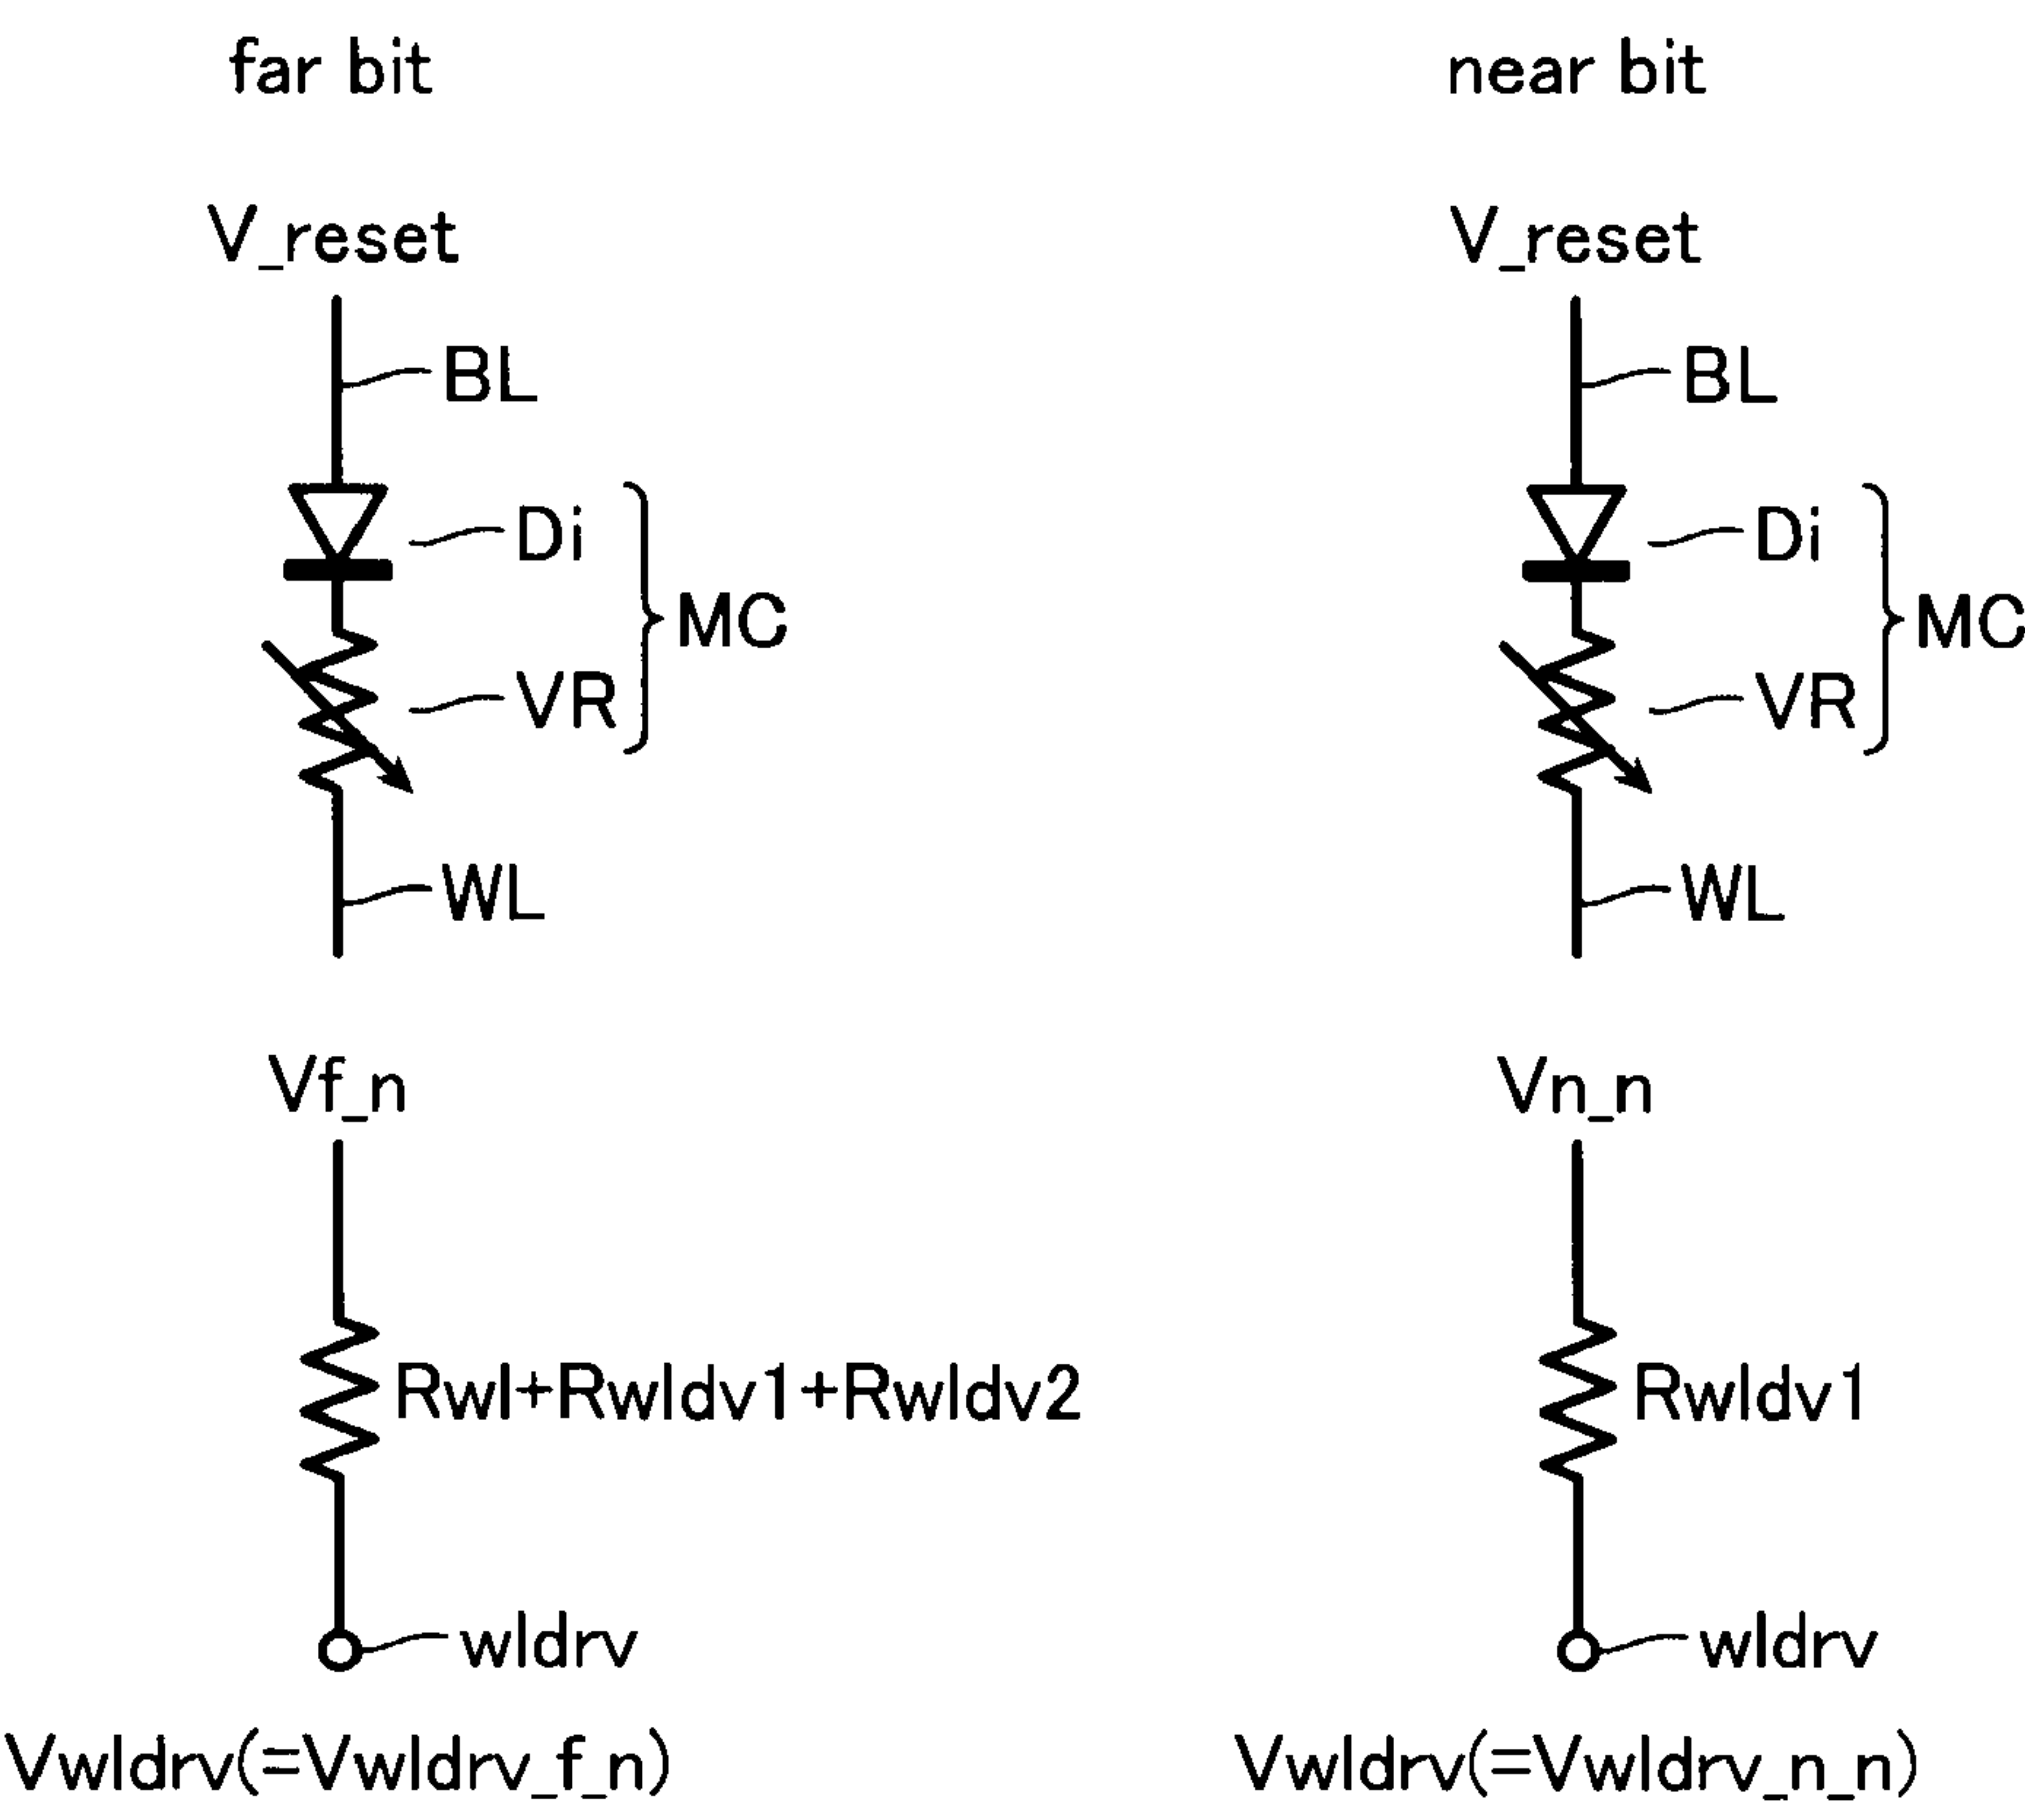 far bit
V_reset
BL
Di
MC
VR
WL
Vf_n
Rwl+Rwldv1+Rwldv2
wldrv
Vwldrv(=Vwldrv_f_n)
near bit
V_reset
BL
Di
MC
VR
WL
Vn_n
Rwldv1
wldrv
Vwldrv(=Vwldrv_n_n)